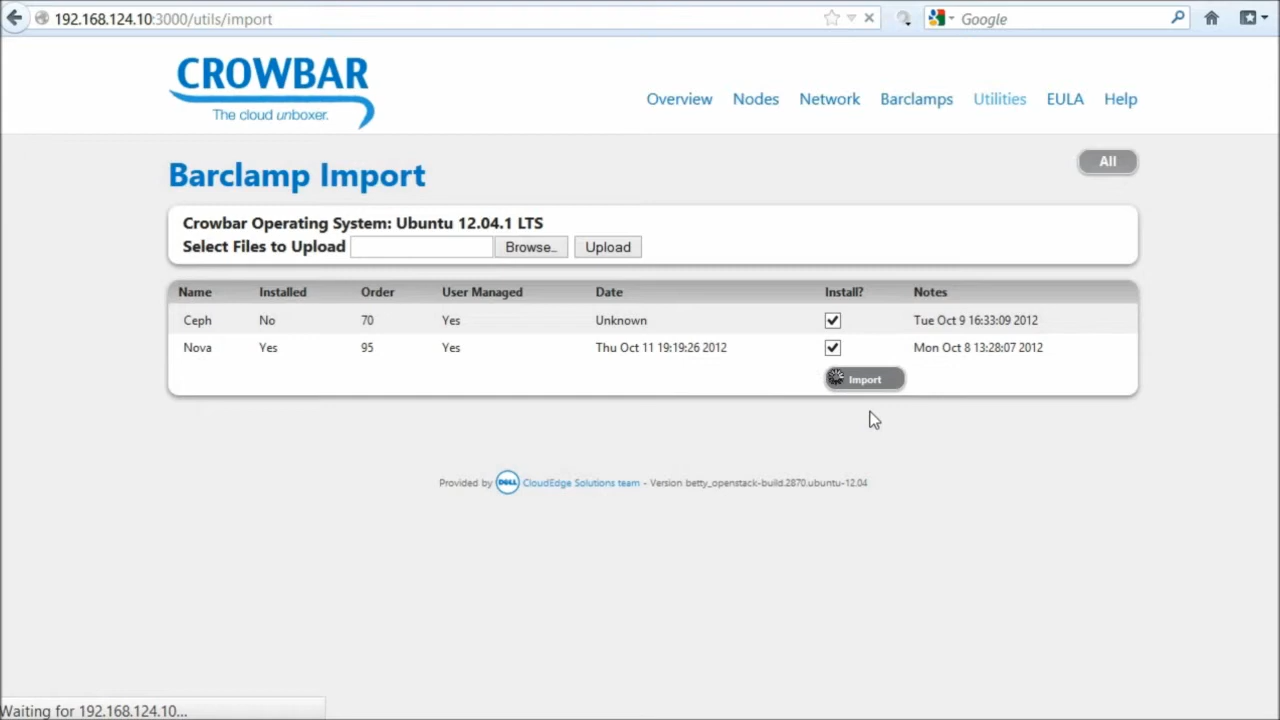 192.168.124.10:3000/utils/import
Google
CROWBAR
The cloud unboxer.
Overview Nodes Network Barclamps Utilities EULA Help
Barclamp Import
All
Crowbar Operating System: Ubuntu 12.04.1 LTS
Select Files to Upload Browse.. Upload
Name Installed Order User Managed Date Install? Notes
Ceph No 70 Yes Unknown Tue Oct 9 16:33:09 2012
Nova Yes 95 Yes Thu Oct 11 19:19:26 2012 Mon Oct 8 13:28:07 2012
Import
Provided by DELL CloudEdge Solutions team - Version betty_openstack-build.2870.ubuntu-12.04
Waiting for 192.168.124.10...